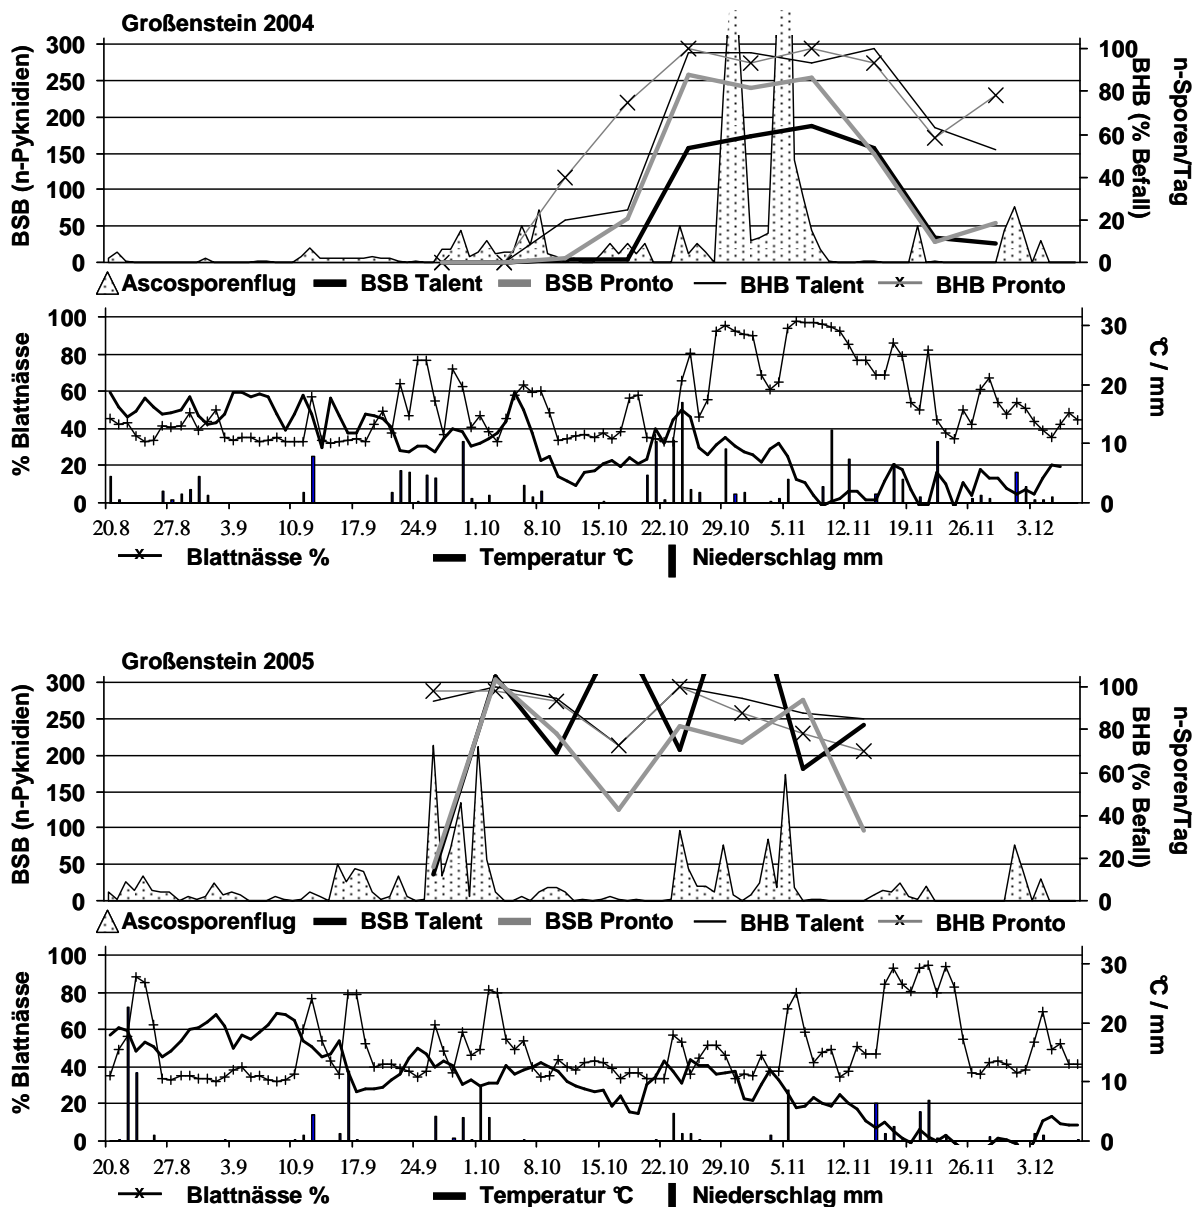 Großenstein 2004
BSB (n-Pyknidien)
300
250
200
150
100
50
0
100
80
60
40
20
0
BHB (% Befall)
n-Sporen/Tag
Ascosporenflug BSB Talent BSB Pronto BHB Talent BHB Pronto
% Blattnässe
100
80
60
40
20
0
30
20
10
0
°C / mm
20.8 27.8 3.9 10.9 17.9 24.9 1.10 8.10 15.10 22.10 29.10 5.11 12.11 19.11 26.11 3.12
Blattnässe % Temperatur °C Niederschlag mm
Großenstein 2005
BSB (n-Pyknidien)
300
250
200
150
100
50
0
100
80
60
40
20
0
BHB (% Befall)
n-Sporen/Tag
Ascosporenflug BSB Talent BSB Pronto BHB Talent BHB Pronto
% Blattnässe
100
80
60
40
20
0
30
20
10
0
°C / mm
20.8 27.8 3.9 10.9 17.9 24.9 1.10 8.10 15.10 22.10 29.10 5.11 12.11 19.11 26.11 3.12
Blattnässe % Temperatur °C Niederschlag mm